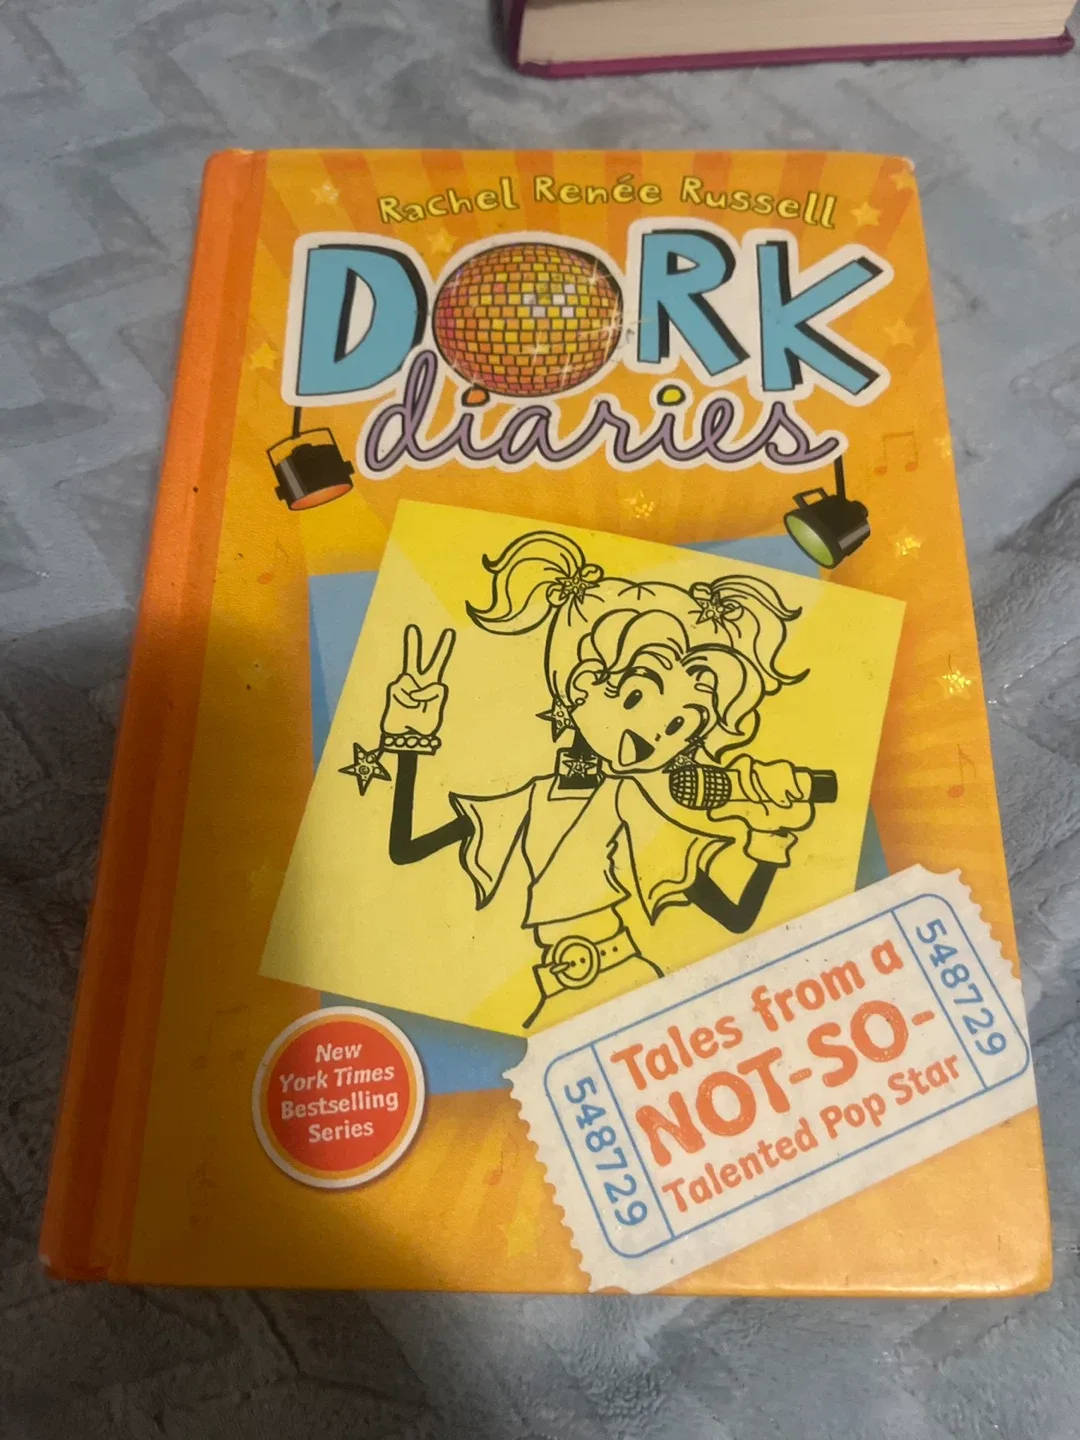 Rachel Renée Russell
DORK
diaries
New
York Times
Bestselling
Series
548729
Tales from a
NOT-SO-
Talented Pop Star
548729